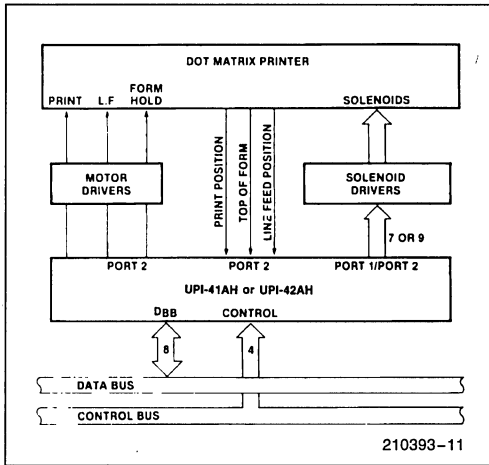 DOT MATRIX PRINTER
PRINT L.F FORM HOLD
SOLENOIDS
MOTOR DRIVERS
PRINT POSITION
TOP OF FORM
LINE FEED POSITION
SOLENOID DRIVERS
7 OR 9
PORT 2
PORT 2
PORT 1/PORT 2
UPI-41AH or UPI-42AH
DBB
CONTROL
8
4
DATA BUS
CONTROL BUS
210393-11